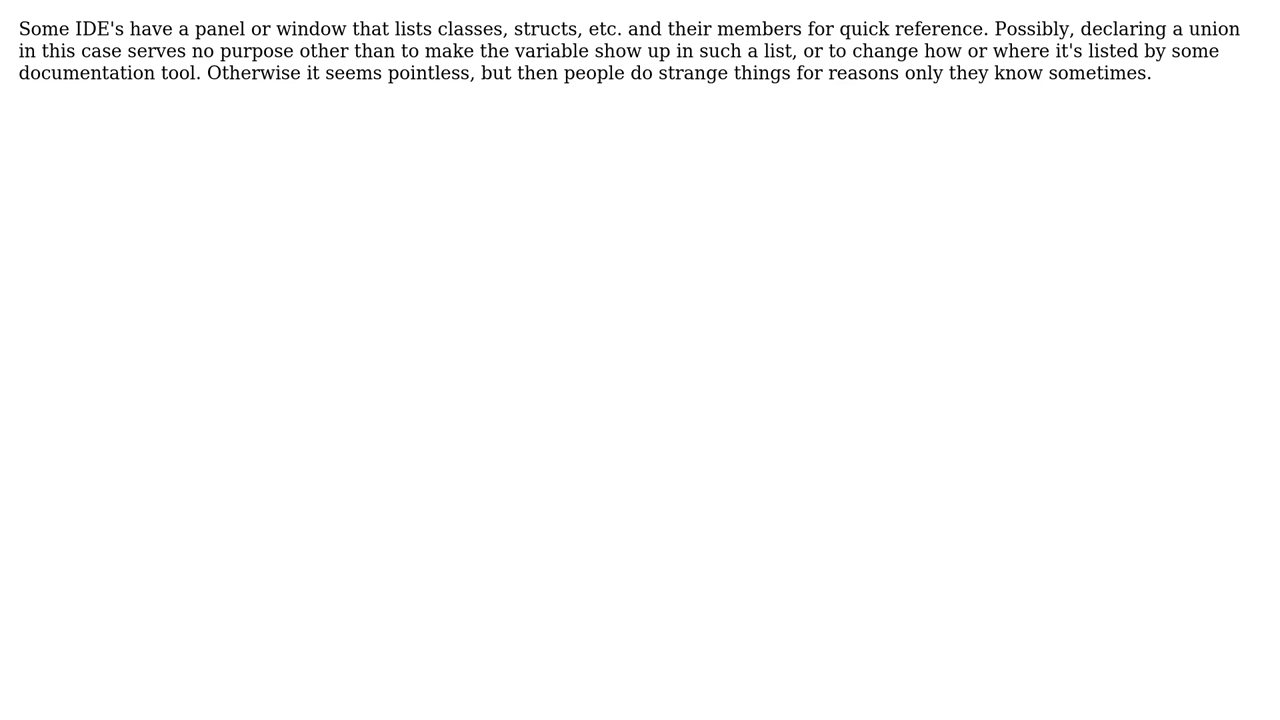 Some IDE's have a panel or window that lists classes, structs, etc. and their members for quick reference. Possibly, declaring a union
in this case serves no purpose other than to make the variable show up in such a list, or to change how or where it's listed by some
documentation tool. Otherwise it seems pointless, but then people do strange things for reasons only they know sometimes.